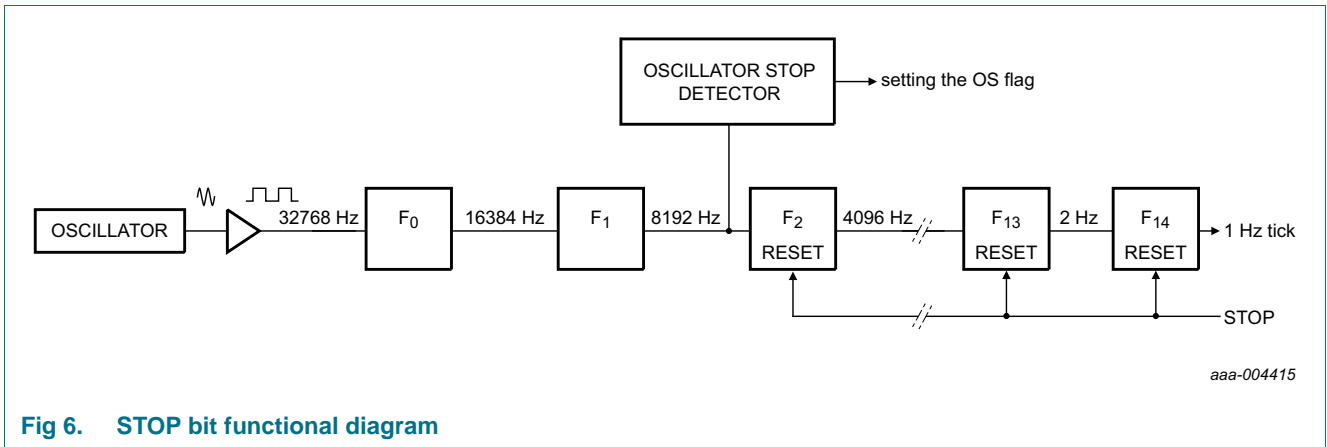 OSCILLATOR STOP
DETECTOR
setting the OS flag
OSCILLATOR
32768 Hz
F0
16384 Hz
F1
8192 Hz
F2
RESET
4096 Hz
F13
RESET
2 Hz
F14
RESET
1 Hz tick
STOP
aaa-004415
Fig 6. STOP bit functional diagram